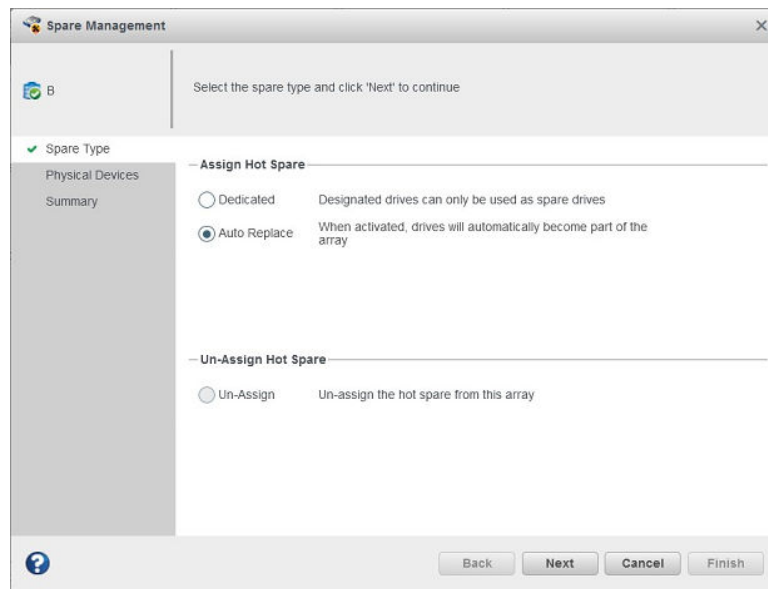 Spare Management
B
Select the spare type and click 'Next' to continue
Spare Type
Physical Devices
Summary
Assign Hot Spare
Dedicated Designated drives can only be used as spare drives
Auto Replace When activated, drives will automatically become part of the
array
Un-Assign Hot Spare
Un-Assign Un-assign the hot spare from this array
? Back Next Cancel Finish